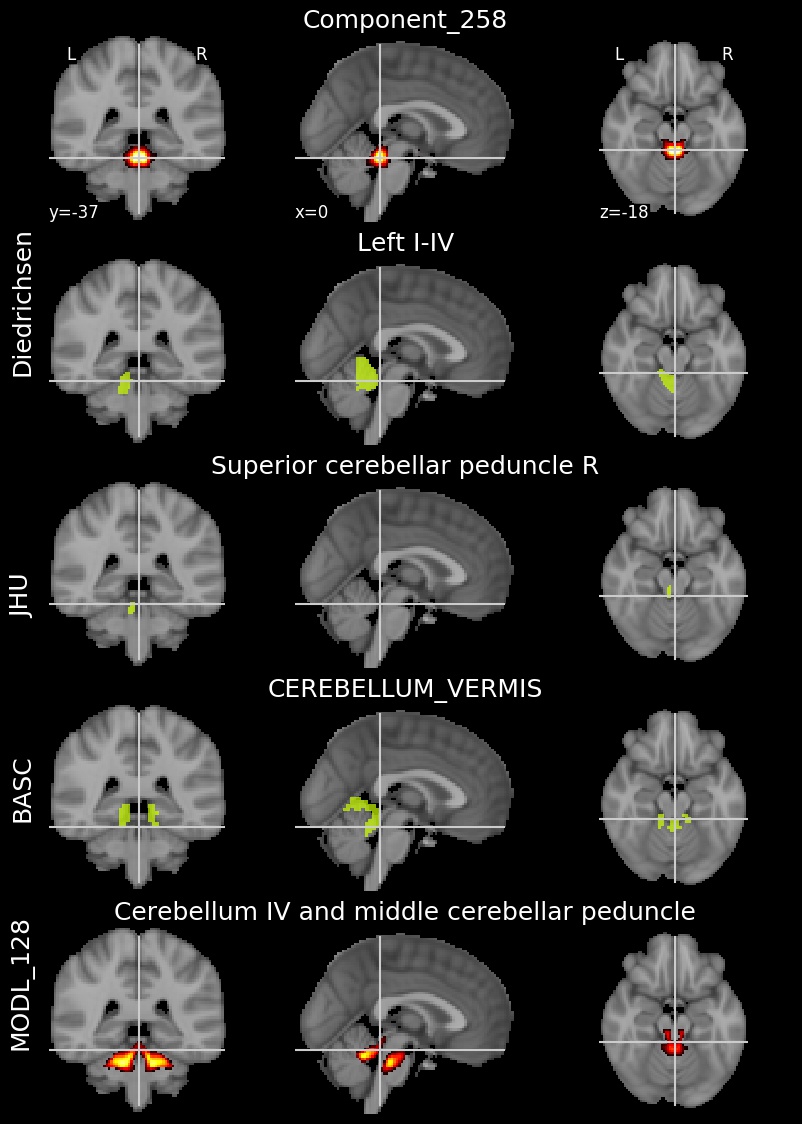 Component_258
L R L R
y=-37 x=0 z=-18
Diedrichsen
Left I-IV
JHU
Superior cerebellar peduncle R
BASC
CEREBELLUM_VERMIS
MODL_128
Cerebellum IV and middle cerebellar peduncle